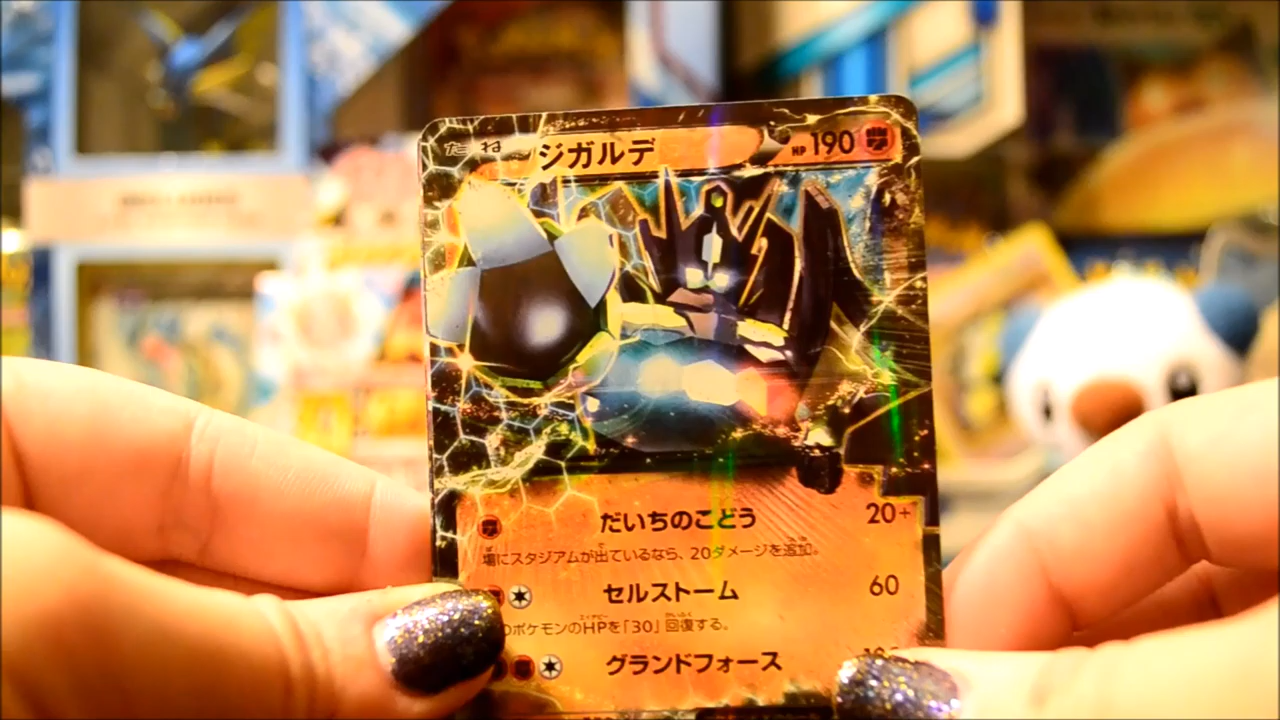 たね ジガルデ HP190
だいちのこどう 20+
場にスタジアムが出ているなら、20ダメージを追加。
セルストーム 60
のポケモンのHPを「30」回復する。
グランドフォース